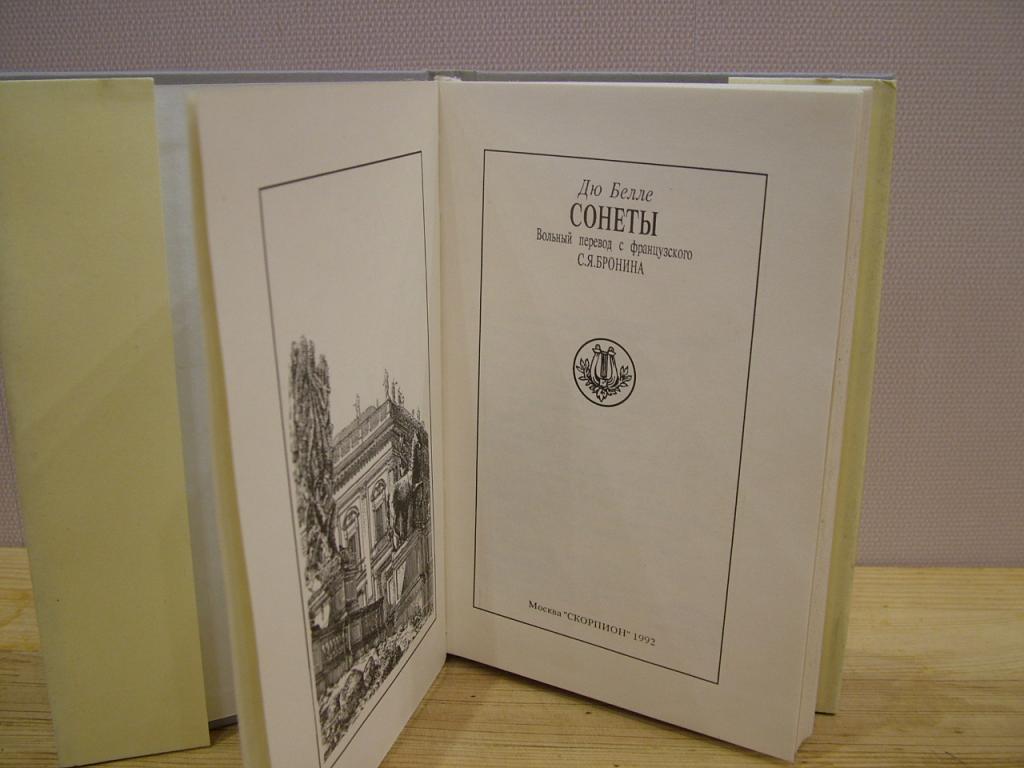 Дю Белле
СОНЕТЫ
Вольный перевод с французского
С.Я.БРОНИНА
Москва "СКОРПИОН" 1992